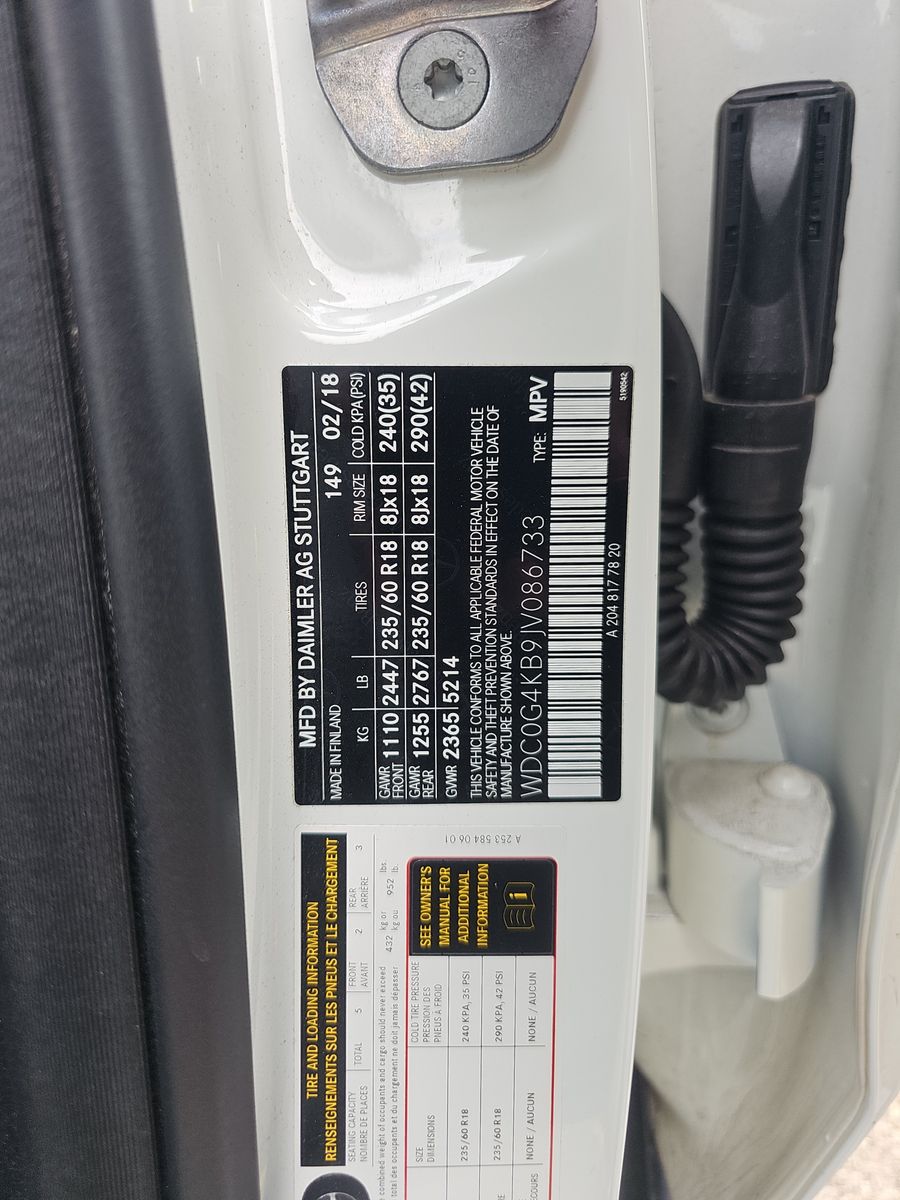 MFD BY DAIMLER AG STUTTGART
MADE IN FINLAND 149 02/18
KG LB TIRES RIM SIZE COLD KPA(PSI)
GAWR FRONT 1110 2447 235/60 R18 8Jx18 240(35)
GAWR REAR 1255 2767 235/60 R18 8Jx18 290(42)
GVWR 2365 5214
THIS VEHICLE CONFORMS TO ALL APPLICABLE FEDERAL MOTOR VEHICLE
SAFETY AND THEFT PREVENTION STANDARDS IN EFFECT ON THE DATE OF
MANUFACTURE SHOWN ABOVE.
WDC0G4KB9JV086733 TYPE: MPV
A 204 817 78 20
5190542
TIRE AND LOADING INFORMATION
RENSEIGNEMENTS SUR LES PNEUS ET LE CHARGEMENT
SEATING CAPACITY TOTAL 5 FRONT 2 REAR 3
NOMBRE DE PLACES AVANT ARRIÈRE
combined weight of occupants and cargo should never exceed 432 kg or 952 lbs.
total des occupants et du chargement ne doit jamais dépasser kg ou lb.
SIZE DIMENSIONS
COLD TIRE PRESSURE
PRESSION DES
PNEUS A FROID
235/60 R18 240 KPA, 35 PSI
235/60 R18 290 KPA, 42 PSI
NONE / AUCUN NONE / AUCUN
SEE OWNER'S
MANUAL FOR
ADDITIONAL
INFORMATION
A 253 584 06 01